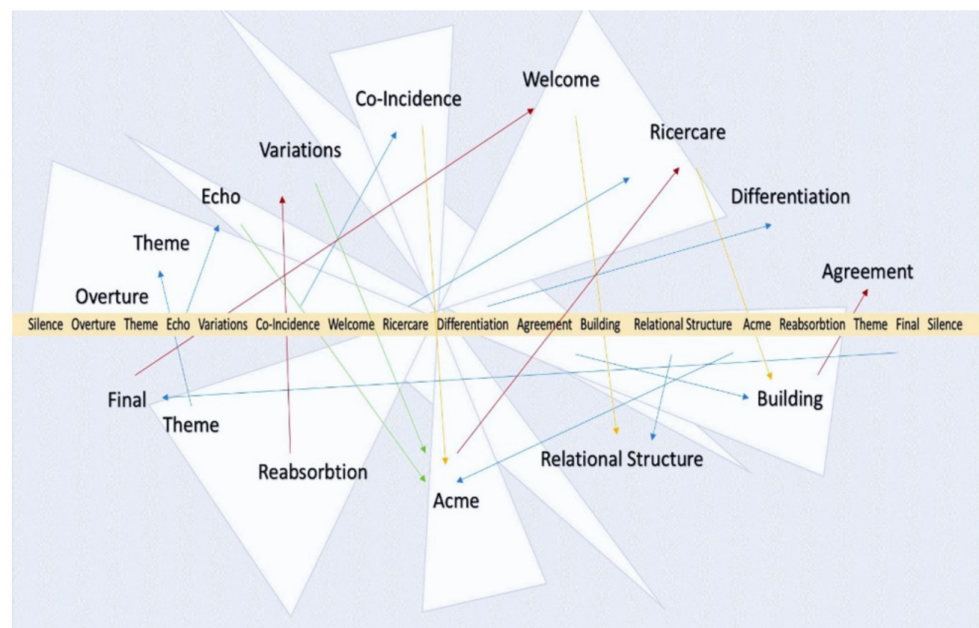 Welcome
Co-Incidence
Ricercare
Variations
Echo
Differentiation
Theme
Agreement
Overture
Silence Overture Theme Echo Variations Co-Incidence Welcome Ricercare Differentiation Agreement Building Relational Structure Acme Reabsorbtion Theme Final Silence
Final
Building
Theme
Relational Structure
Reabsorbtion
Acme